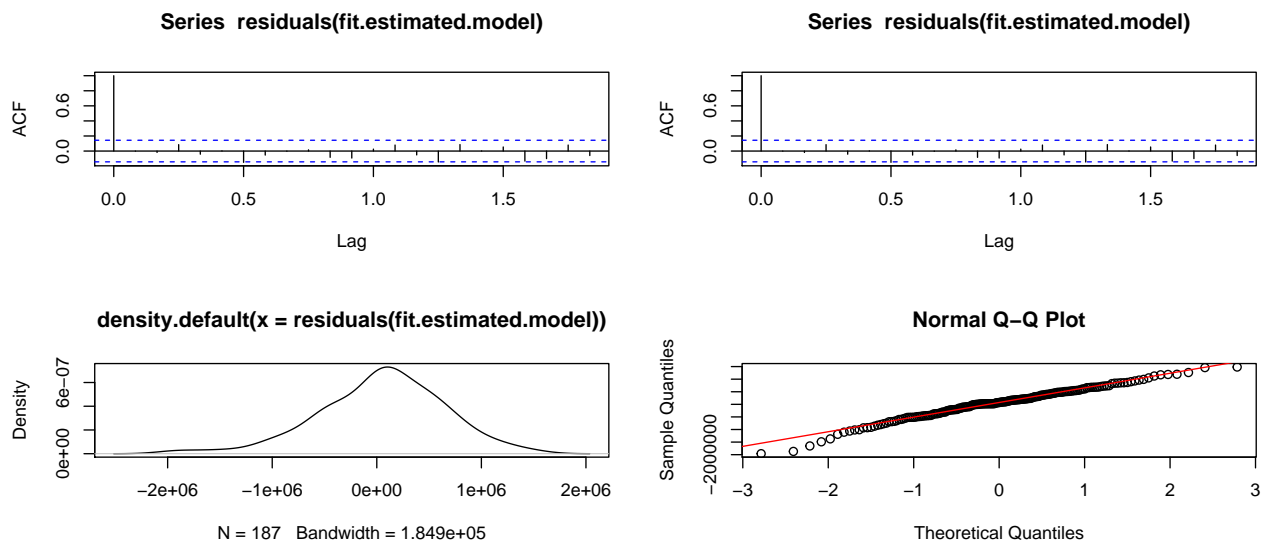 Series residuals(fit.estimated.model)
ACF
0.0 0.6
0.0 0.5 1.0 1.5
Lag
Series residuals(fit.estimated.model)
ACF
0.0 0.6
0.0 0.5 1.0 1.5
Lag
density.default(x = residuals(fit.estimated.model))
Density
0e+00 6e−07
−2e+06 −1e+06 0e+00 1e+06 2e+06
N = 187 Bandwidth = 1.849e+05
Normal Q−Q Plot
Sample Quantiles
−2000000
−3 −2 −1 0 1 2 3
Theoretical Quantiles